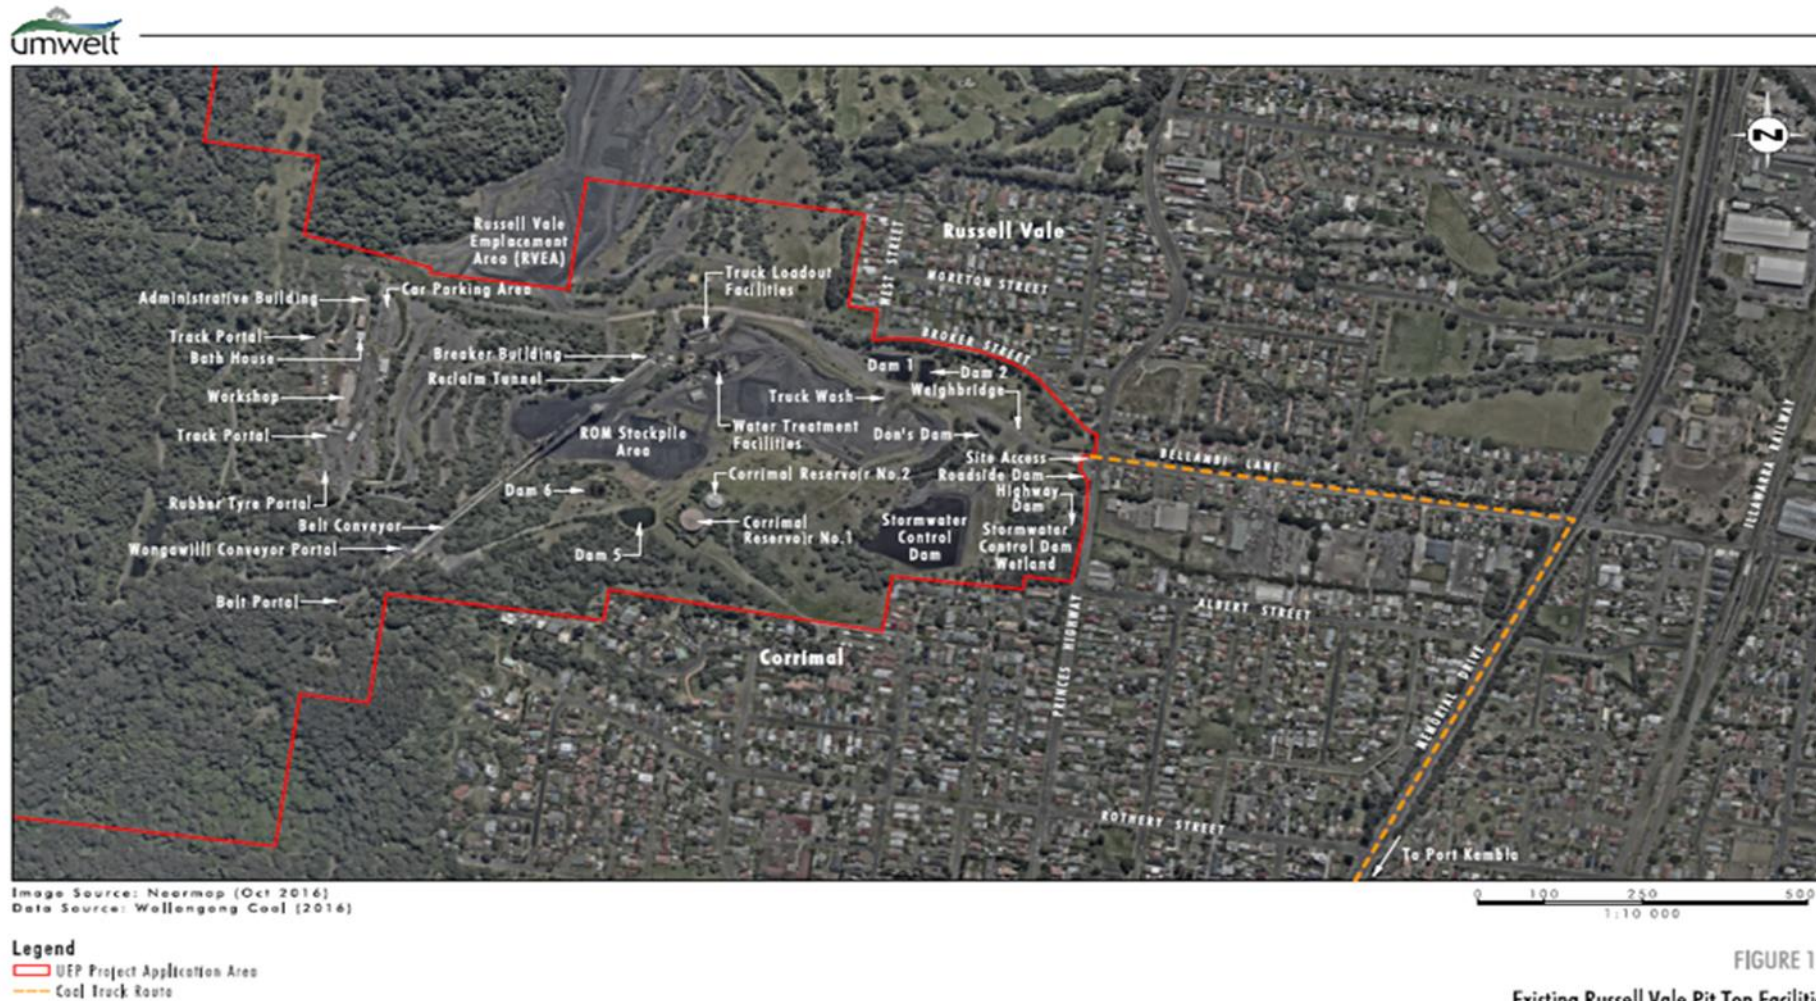 umwelt
Russell Vale
Emplacement
Area (RVEA)
Russell Vale
WEST STREET
MORETON STREET
BROKER STREET
Truck Loadout
Facilities
Administrative Building
Car Parking Area
Track Portal
Bath House
Breaker Building
Reclaim Tunnel
Dam 1
Dam 2
Weighbridge
Workshop
Truck Wash
Track Portal
ROM Stockpile
Area
Water Treatment
Facilities
Don's Dam
Site Access
BELLAMBI LANE
Roadside Dam
Highway
Dam
Corrimal Reservoir No.2
Dam 6
Rubber Tyre Portal
Belt Conveyor
Corrimal
Reservoir No.1
Stormwater
Control
Dam
Stormwater
Control Dam
Wetland
Wongawilli Conveyor Portal
Dam 5
Belt Portal
ILLAWARRA RAILWAY
ALBERT STREET
Corrimal
PRINCES HIGHWAY
MEMORIAL DRIVE
ROTHERY STREET
To Port Kembla
N
Image Source: Nearmap (Oct 2016)
Data Source: Wollongong Coal (2016)
0 100 250 500
1:10 000
Legend
UEP Project Application Area
Coal Truck Route
FIGURE 1
Existing Russell Vale Pit Top Faciliti